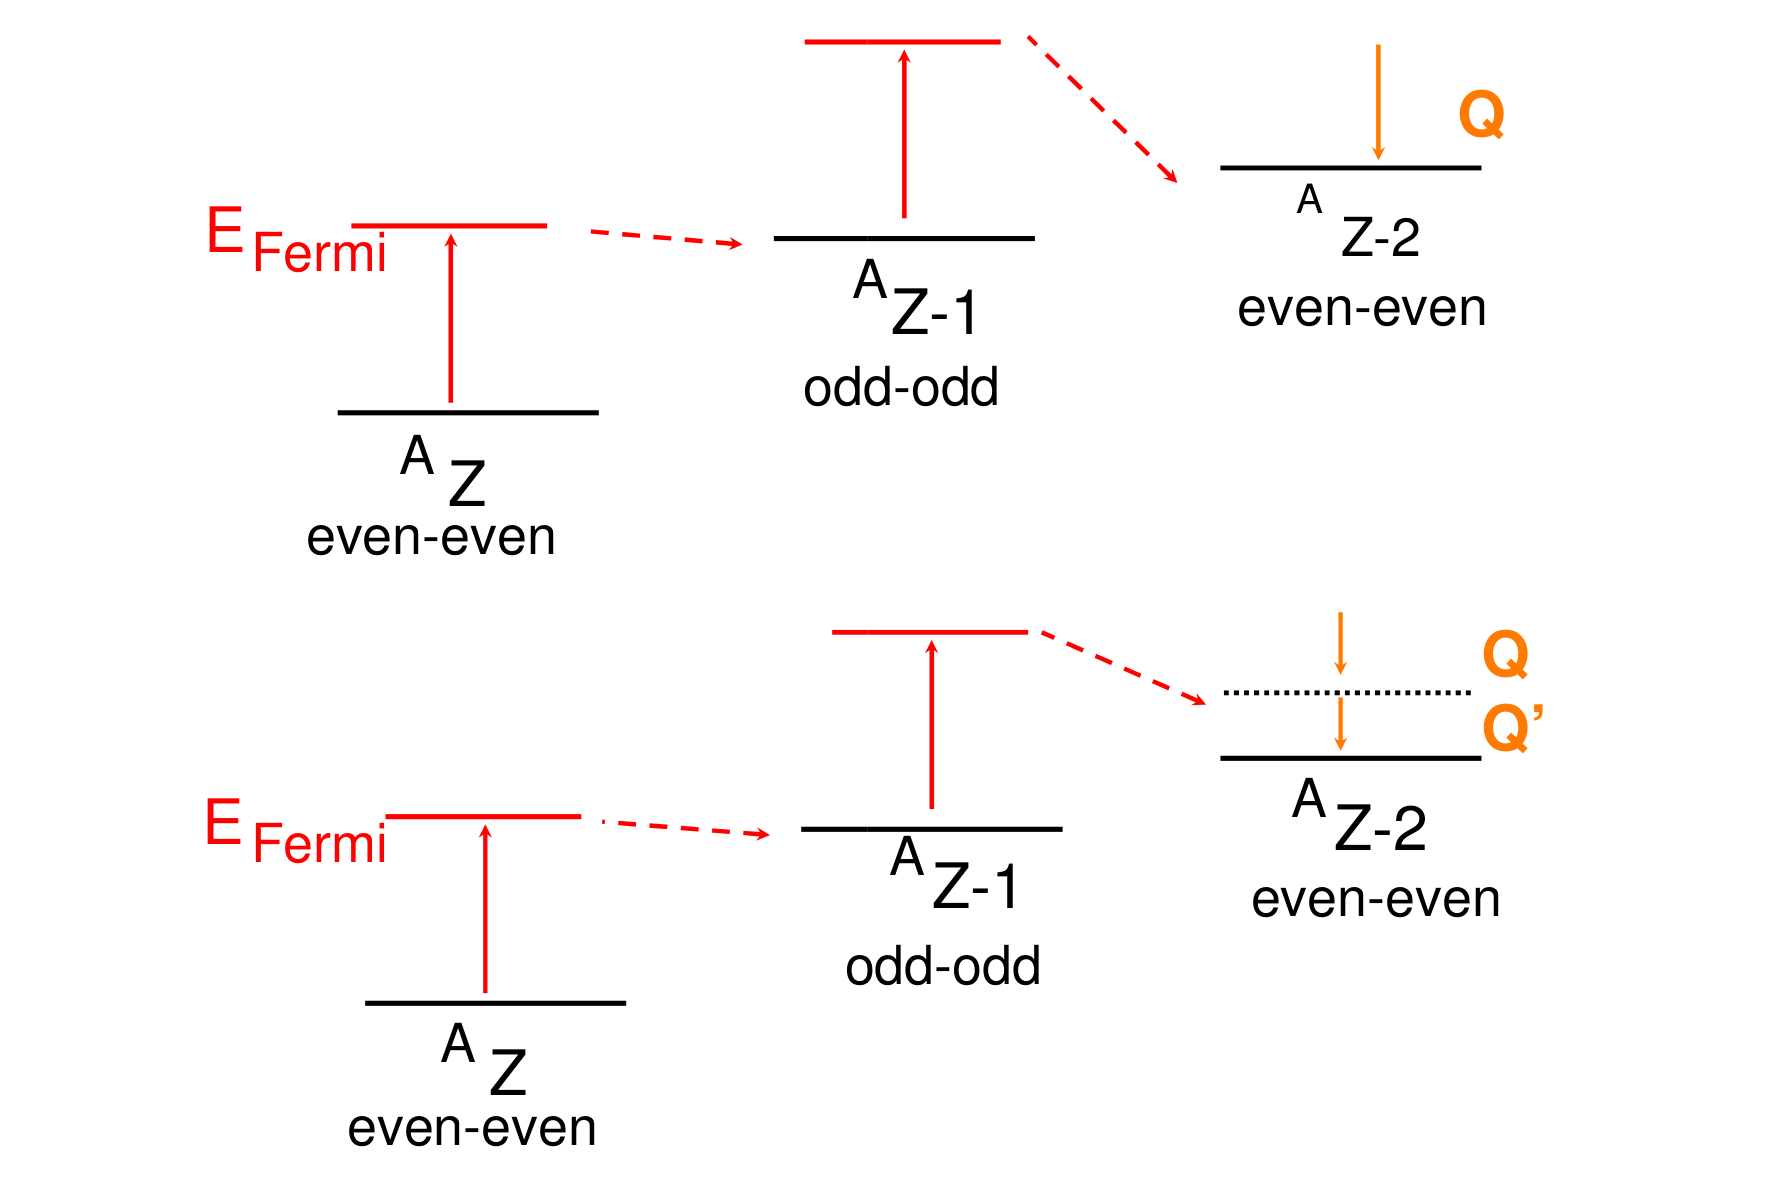 Q
E Fermi
A Z-2
even-even
A Z-1
odd-odd
A Z
even-even
Q
Q’
E Fermi
A Z-2
even-even
A Z-1
odd-odd
A Z
even-even